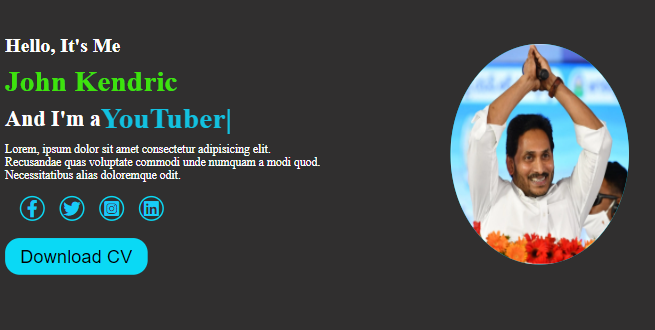 Hello, It's Me
John Kendric
And I'm a YouTuber|
Lorem, ipsum dolor sit amet consectetur adipisicing elit.
Recusandae quas voluptate commodi unde numquam a modi quod.
Necessitatibus alias doloremque odit.
Download CV